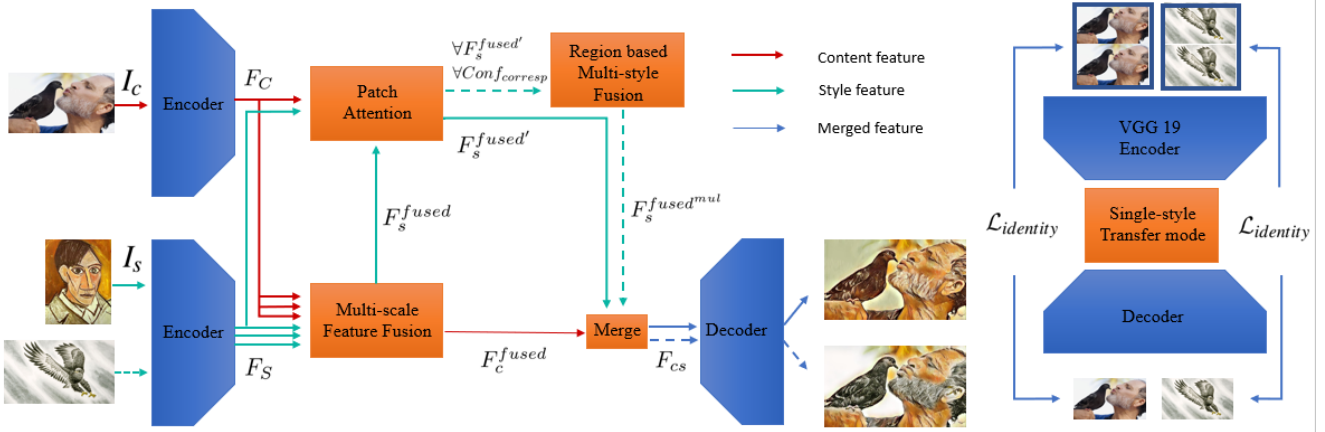 I_c
Encoder
F_C
Patch
Attention
∀F_s^{fused'}
∀Conf_{corresp}
Region based
Multi-style
Fusion
F_s^{fused'}
F_s^{fused}
F_s^{fused^{mul}}
I_s
Encoder
F_S
Multi-scale
Feature Fusion
F_c^{fused}
Merge
F_{cs}
Decoder
Content feature
Style feature
Merged feature
VGG 19
Encoder
Single-style
Transfer mode
Decoder
ℒ_{identity}
ℒ_{identity}